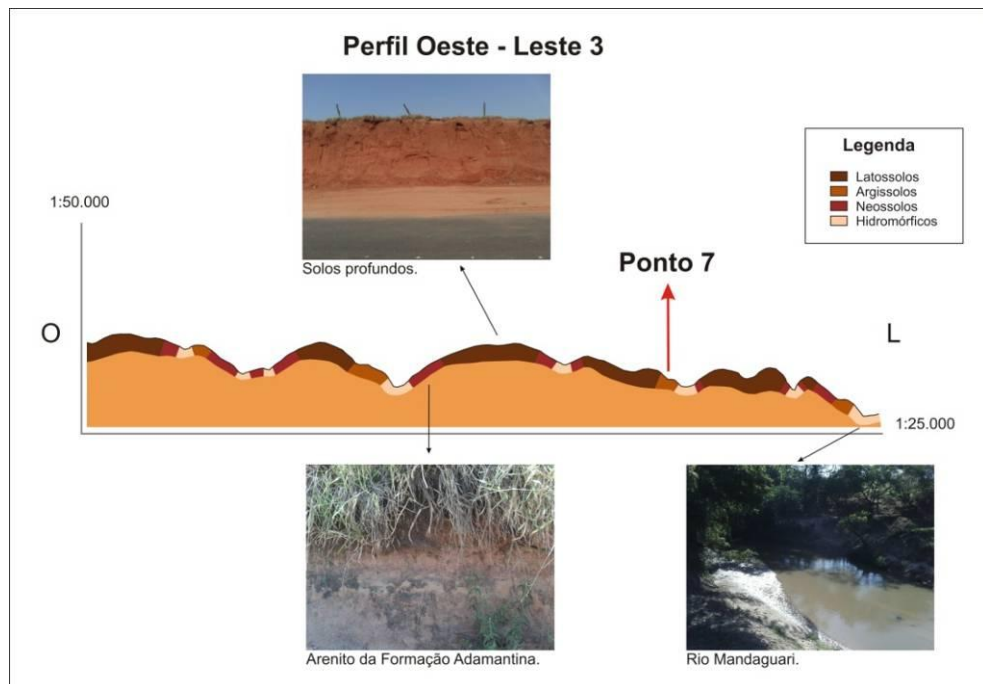 Perfil Oeste - Leste 3
Legenda
Latossolos
Argissolos
Neossolos
Hidromórficos
1:50.000
Solos profundos.
Ponto 7
O
L
1:25.000
Arenito da Formação Adamantina.
Rio Mandaguari.